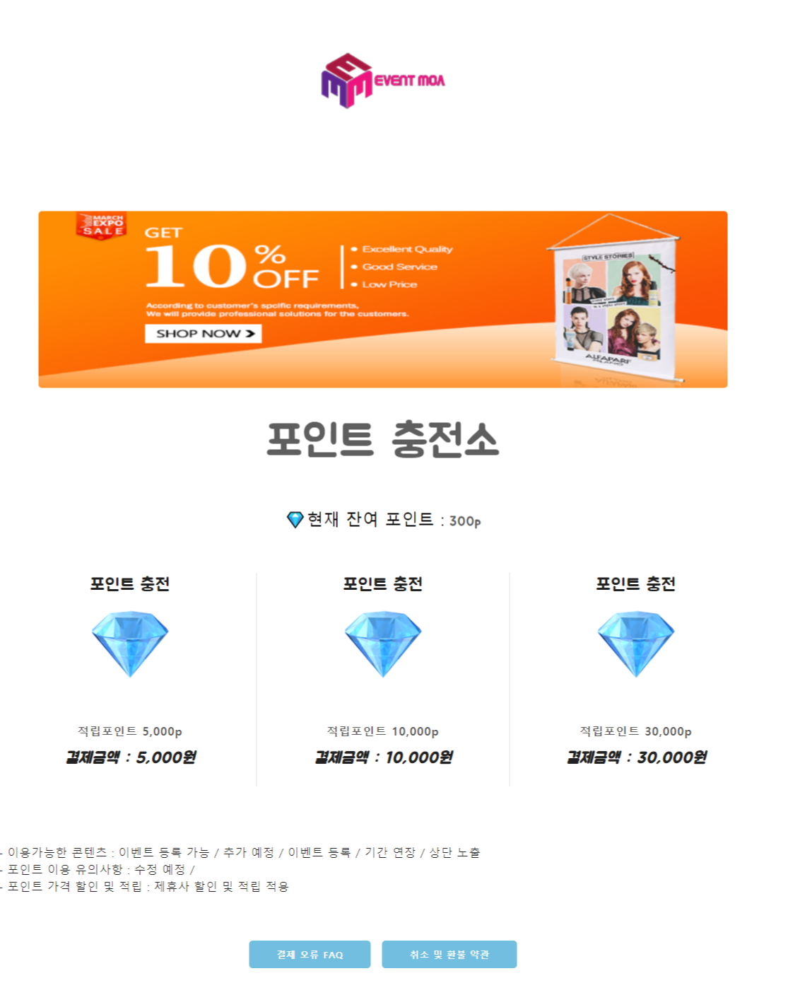 EVENT MOA
MARCH
EXPO
SALE
GET
10% OFF
• Excellent Quality
• Good Service
• Low Price
According to customer's spcific requirements,
We will provide professional solutions for the customers.
SHOP NOW >
STYLE STORIES
every story
is a style story
ALFAPARF
MILANO
포인트 충전소
현재 잔여 포인트 : 300p
포인트 충전
적립포인트 5,000p
결제금액 : 5,000원
포인트 충전
적립포인트 10,000p
결제금액 : 10,000원
포인트 충전
적립포인트 30,000p
결제금액 : 30,000원
- 이용가능한 콘텐츠 : 이벤트 등록 가능 / 추가 예정 / 이벤트 등록 / 기간 연장 / 상단 노출
- 포인트 이용 유의사항 : 수정 예정 /
- 포인트 가격 할인 및 적립 : 제휴사 할인 및 적립 적용
결제 오류 FAQ
취소 및 환불 약관